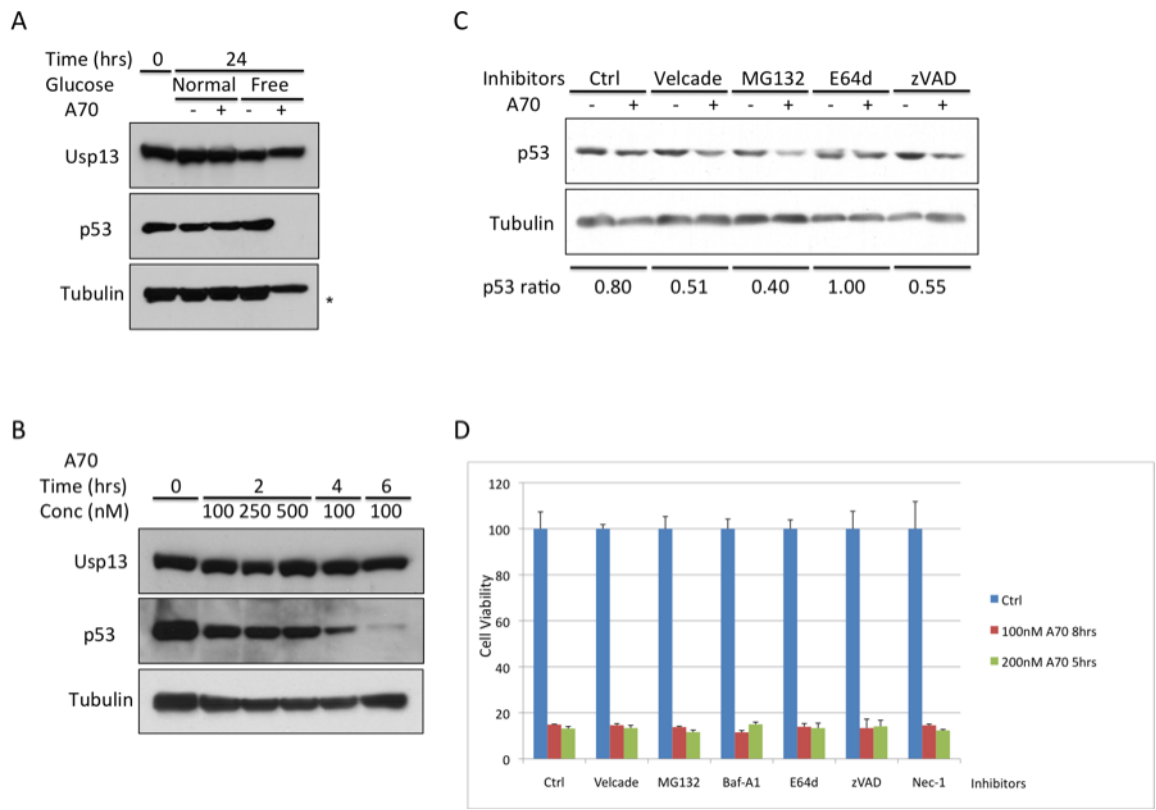 A
Time (hrs) 0 24
Glucose Normal Free
A70 - + - +
Usp13
p53
Tubulin *
C
Inhibitors Ctrl Velcade MG132 E64d zVAD
A70 - + - + - + - + - +
p53
Tubulin
p53 ratio 0.80 0.51 0.40 1.00 0.55
B
A70
Time (hrs) 0 2 4 6
Conc (nM) 100 250 500 100 100
Usp13
p53
Tubulin
D
Cell Viability
120
100
80
60
40
20
0
Ctrl Velcade MG132 Baf-A1 E64d zVAD Nec-1 Inhibitors
Ctrl
100nM A70 8hrs
200nM A70 5hrs